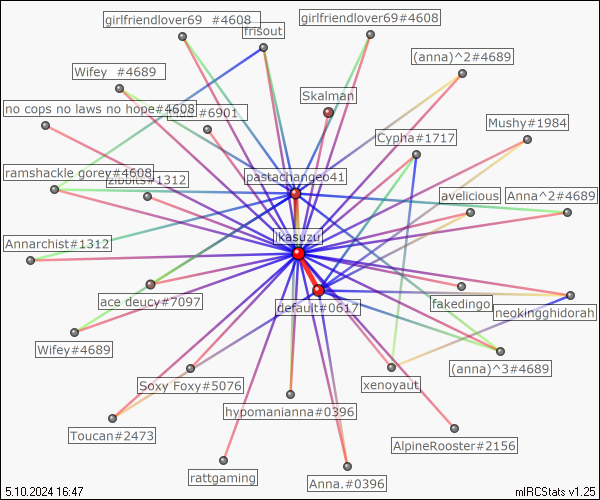 girlfriendlover69 #4608
girlfriendlover69#4608
frisout
(anna)^2#4689
Wifey #4689
Skalman
no cops no laws no hope#4608
#6901
Mushy#1984
Cypha#1717
ramshackle gorey#4608
zibbits#1312
pastachangeo41
avelicious
Anna^2#4689
ikasuzu
Annarchist#1312
ace deucy#7097
default#0617
fakedingo
neokingghidorah
Wifey#4689
Soxy Foxy#5076
xenoyaut
(anna)^3#4689
hypomanianna#0396
Toucan#2473
AlpineRooster#2156
rattgaming
Anna.#0396
5.10.2024 16:47
mIRCStats v1.25